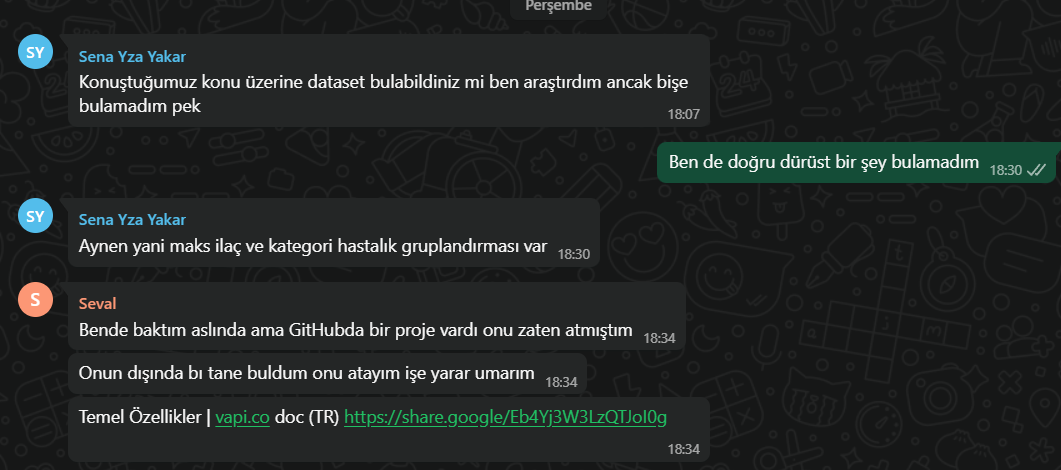 Perşembe
SY
Sena Yza Yakar
Konuştuğumuz konu üzerine dataset bulabildiniz mi ben araştırdım ancak bişe
bulamadım pek
18:07
Ben de doğru dürüst bir şey bulamadım 18:30
SY
Sena Yza Yakar
Aynen yani maks ilaç ve kategori hastalık gruplandırması var 18:30
S
Seval
Bende baktım aslında ama GitHubda bir proje vardı onu zaten atmıştım 18:34
Onun dışında bı tane buldum onu atayım işe yarar umarım 18:34
Temel Özellikler | vapi.co doc (TR) https://share.google/Eb4Yj3W3LzQTJoI0g
18:34